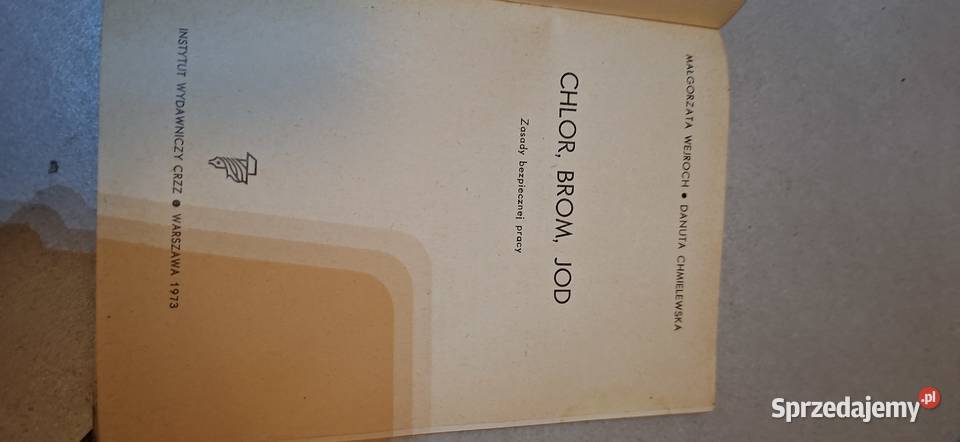 MAŁGORZATA WEJROCH • DANUTA CHMIELEWSKA
CHLOR, BROM, JOD
Zasady bezpiecznej pracy
INSTYTUT WYDAWNICZY CRZZ • WARSZAWA 1973
Sprzedajemy.pl